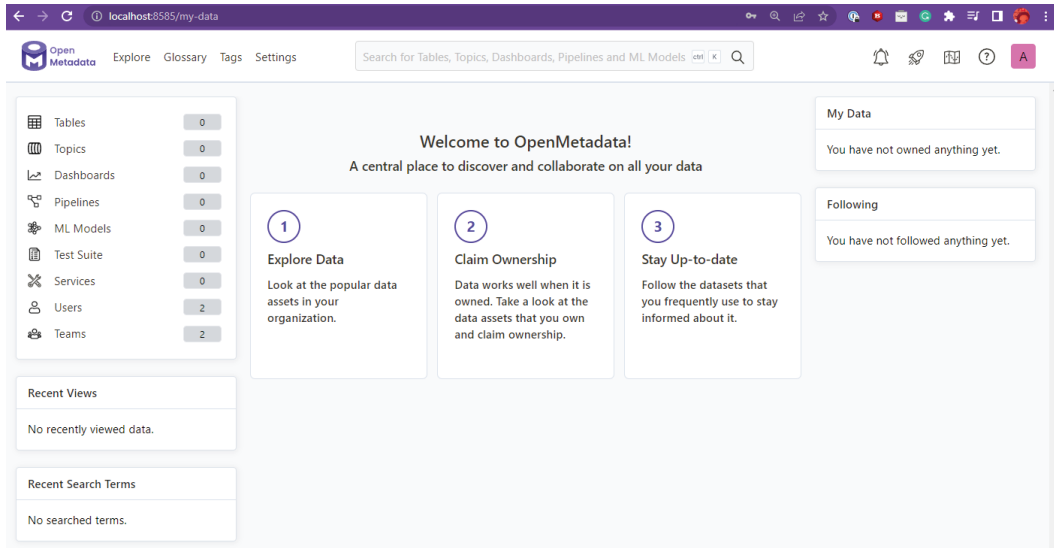 localhost:8585/my-data
Open
Metadata
Explore Glossary Tags Settings
Search for Tables, Topics, Dashboards, Pipelines and ML Models ctrl K
A
Tables 0
Topics 0
Dashboards 0
Pipelines 0
ML Models 0
Test Suite 0
Services 0
Users 2
Teams 2
Recent Views
No recently viewed data.
Recent Search Terms
No searched terms.
Welcome to OpenMetadata!
A central place to discover and collaborate on all your data
1
Explore Data
Look at the popular data
assets in your
organization.
2
Claim Ownership
Data works well when it is
owned. Take a look at the
data assets that you own
and claim ownership.
3
Stay Up-to-date
Follow the datasets that
you frequently use to stay
informed about it.
My Data
You have not owned anything yet.
Following
You have not followed anything yet.